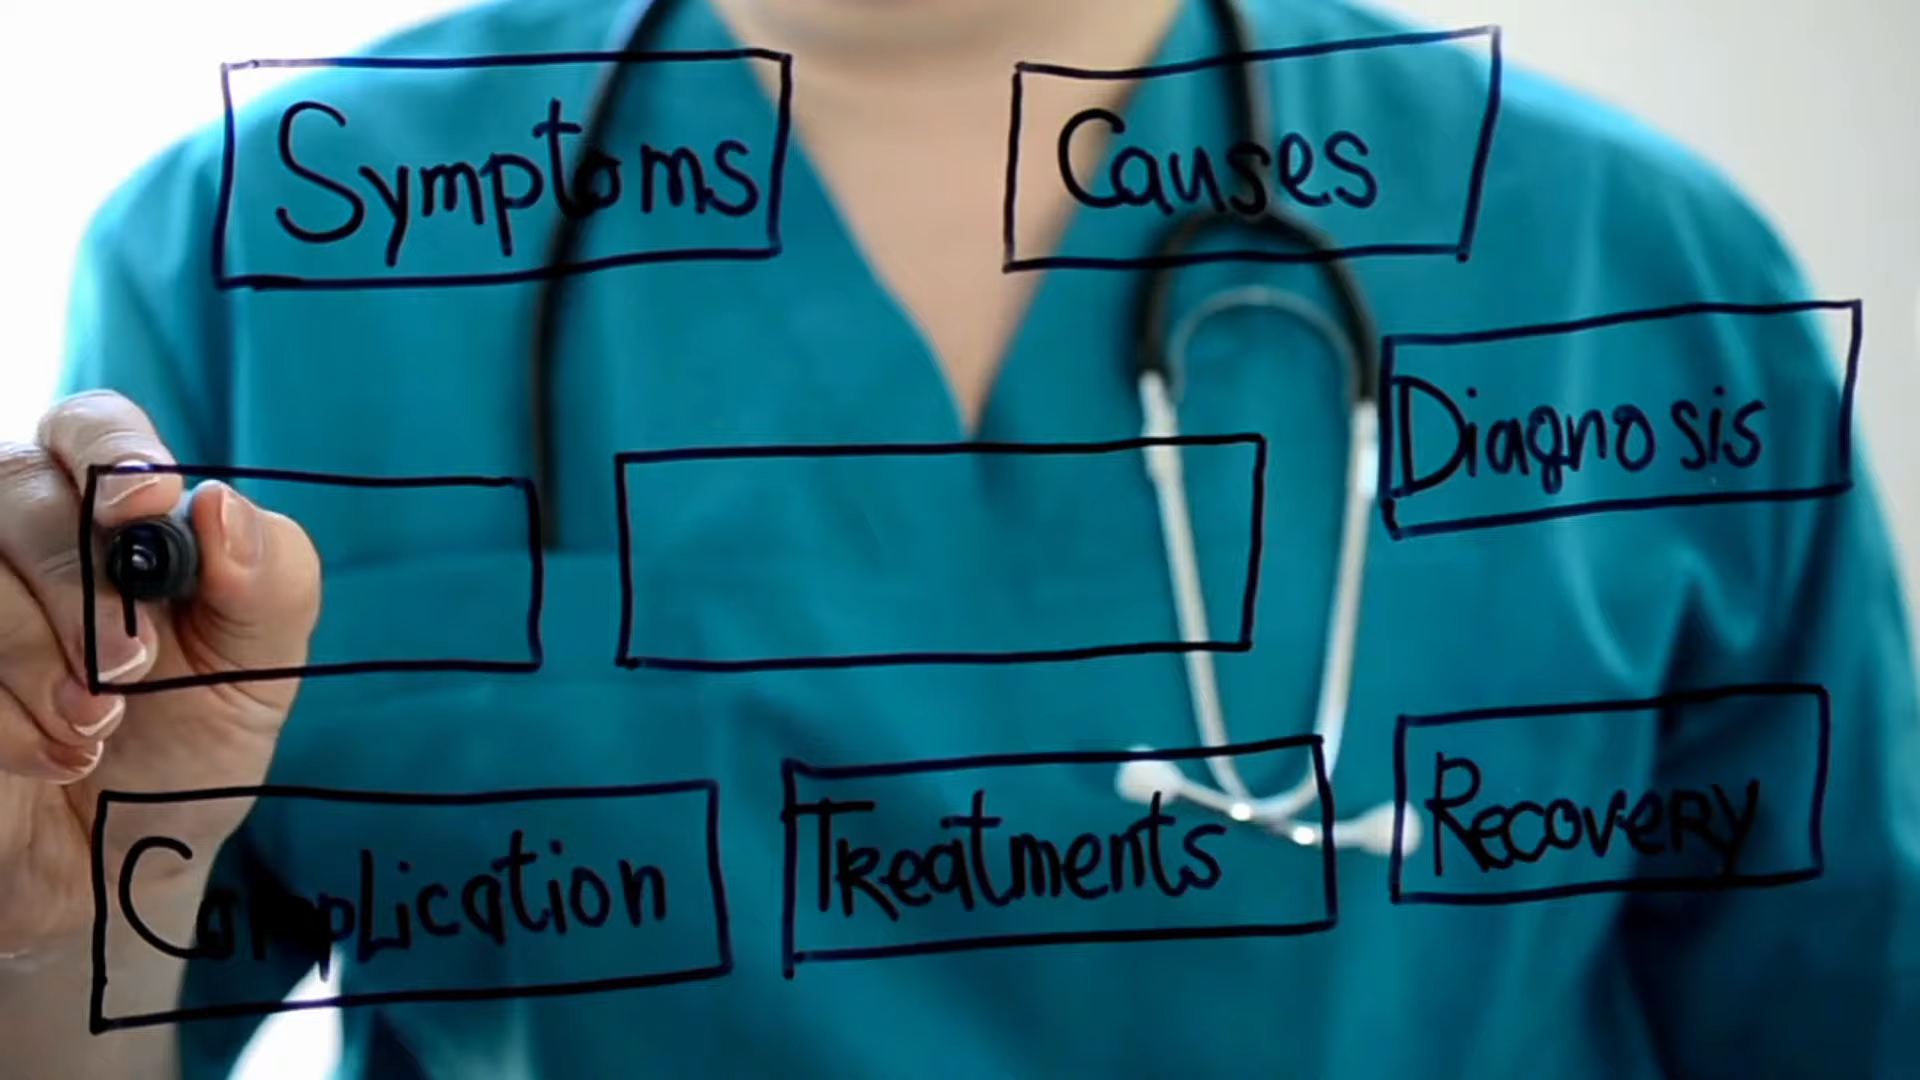 Symptoms
Causes
Diagnosis
Complication
Treatments
Recovery